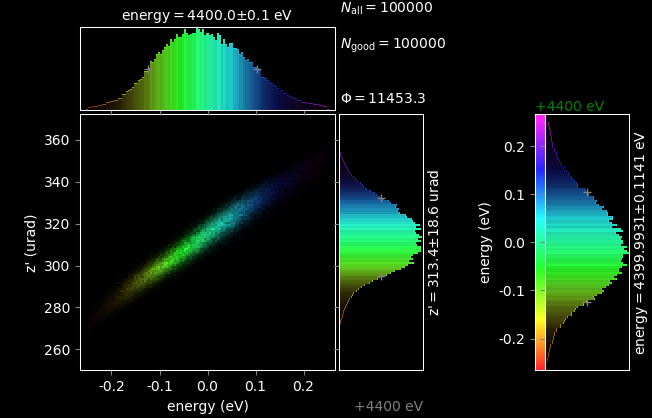 energy = 4400.0±0.1 eV
N_all = 100000
N_good = 100000
Φ = 11453.3
+4400 eV
360
340
320
300
280
260
z' (urad)
z' = 313.4±18.6 urad
-0.2
-0.1
0.0
0.1
0.2
energy (eV)
+4400 eV
0.2
0.1
0.0
-0.1
-0.2
energy (eV)
energy = 4399.9931±0.1141 eV